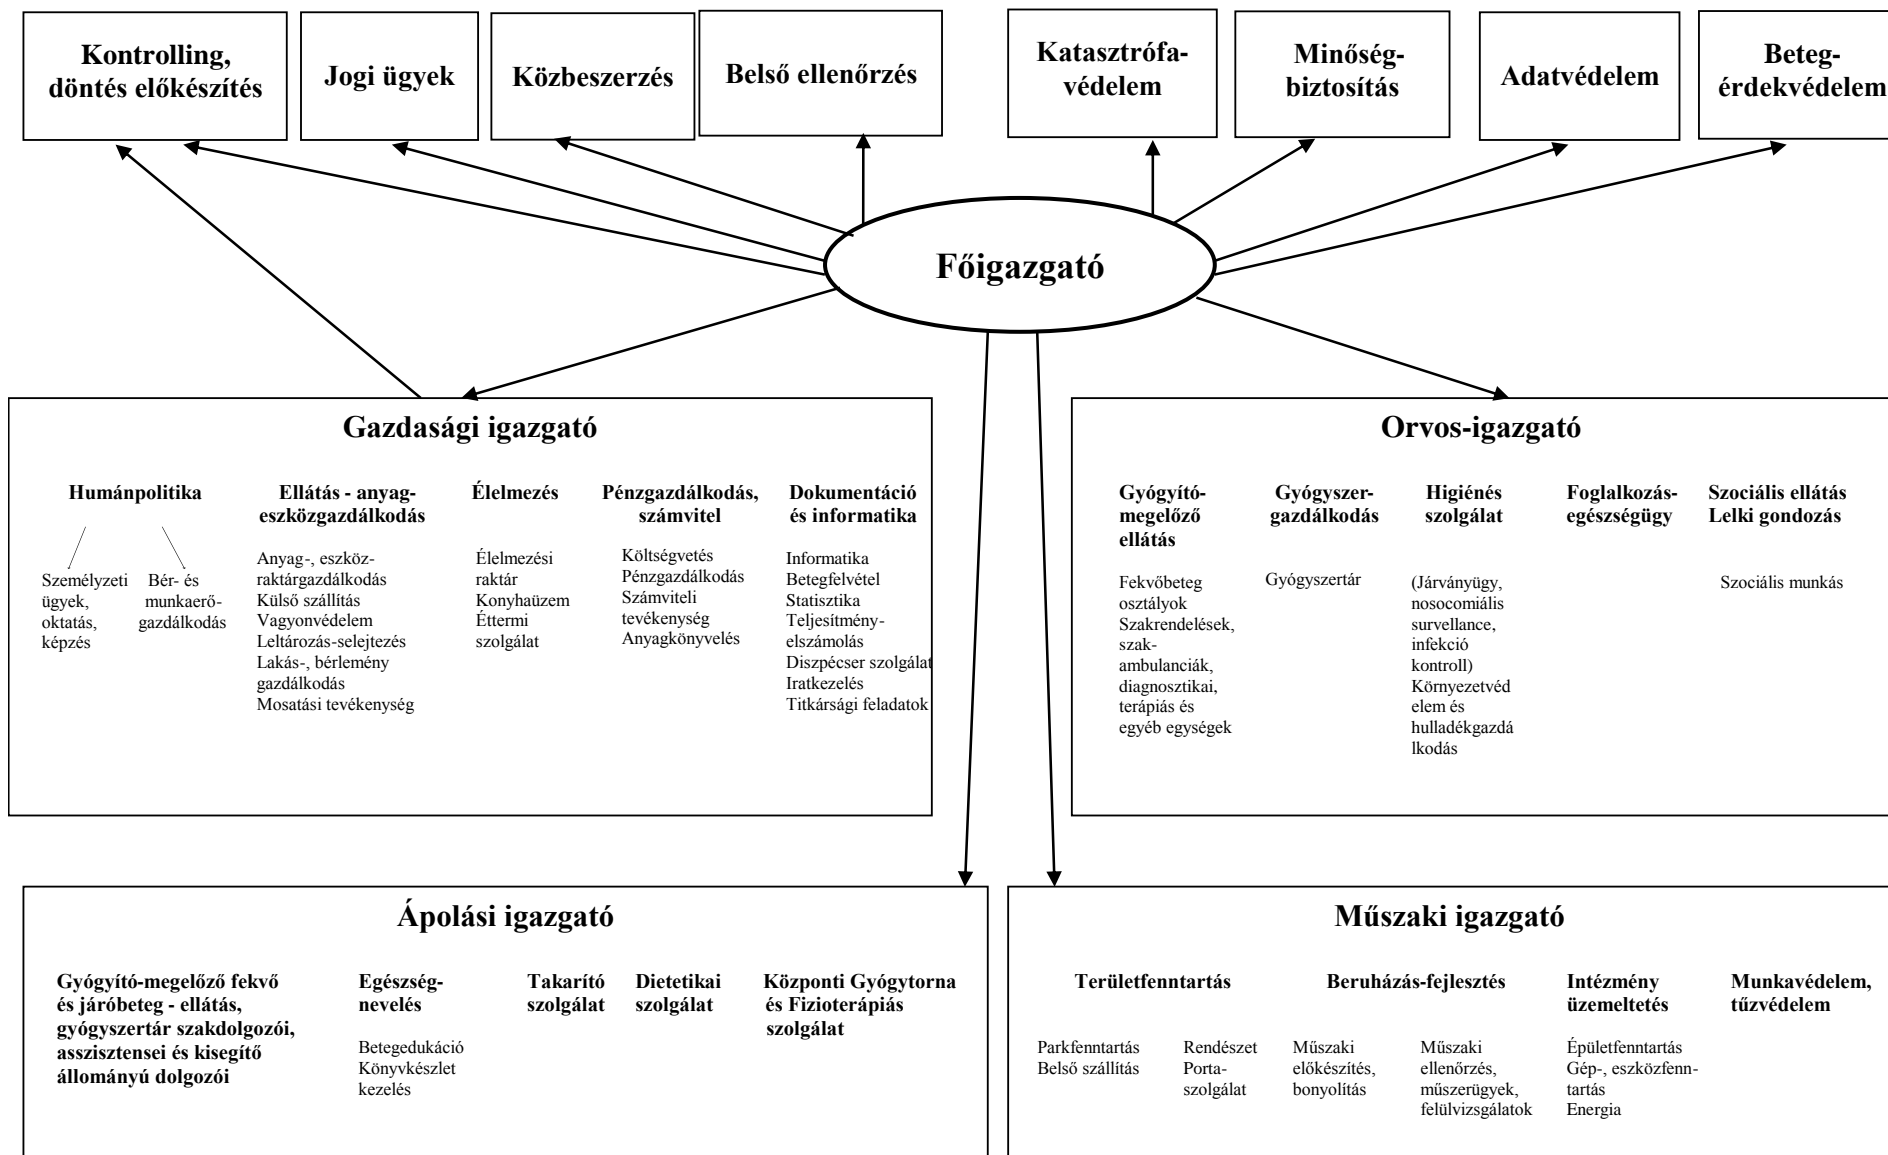 Kontrolling,
döntés előkészítés
Jogi ügyek
Közbeszerzés
Belső ellenőrzés
Katasztrófa-
védelem
Minőség-
biztosítás
Adatvédelem
Beteg-
érdekvédelem
Főigazgató
Gazdasági igazgató
Humánpolitika
Személyzeti
ügyek,
oktatás,
képzés
Bér- és
munkaerő-
gazdálkodás
Ellátás - anyag-
eszközgazdálkodás
Anyag-, eszköz-
raktárgazdálkodás
Külső szállítás
Vagyonvédelem
Leltározás-selejtezés
Lakás-, bérlemény
gazdálkodás
Mosatási tevékenység
Élelmezés
Élelmezési
raktár
Konyhaüzem
Éttermi
szolgálat
Pénzgazdálkodás,
számvitel
Költségvetés
Pénzgazdálkodás
Számviteli
tevékenység
Anyagkönyvelés
Dokumentáció
és informatika
Informatika
Betegfelvétel
Statisztika
Teljesítmény-
elszámolás
Diszpécser szolgálat
Iratkezelés
Titkársági feladatok
Orvos-igazgató
Gyógyító-
megelőző
ellátás
Fekvőbeteg
osztályok
Szakrendelések,
szak-
ambulanciák,
diagnosztikai,
terápiás és
egyéb egységek
Gyógyszer-
gazdálkodás
Gyógyszertár
Higiénés
szolgálat
(Járványügy,
nosocomiális
survellance,
infekció
kontroll)
Környezetvéd
elem és
hulladékgazdá
lkodás
Foglalkozás-
egészségügy
Szociális ellátás
Lelki gondozás
Szociális munkás
Ápolási igazgató
Gyógyító-megelőző fekvő
és járóbeteg - ellátás,
gyógyszertár szakdolgozói,
asszisztensei és kisegítő
állományú dolgozói
Egészség-
nevelés
Betegedukáció
Könyvkészlet
kezelés
Takarító
szolgálat
Dietetikai
szolgálat
Központi Gyógytorna
és Fizioterápiás
szolgálat
Műszaki igazgató
Területfenntartás
Parkfenntartás
Belső szállítás
Rendészet
Porta-
szolgálat
Beruházás-fejlesztés
Műszaki
előkészítés,
bonyolítás
Műszaki
ellenőrzés,
műszerügyek,
felülvizsgálatok
Intézmény
üzemeltetés
Épületfenntartás
Gép-, eszközfenn-
tartás
Energia
Munkavédelem,
tűzvédelem